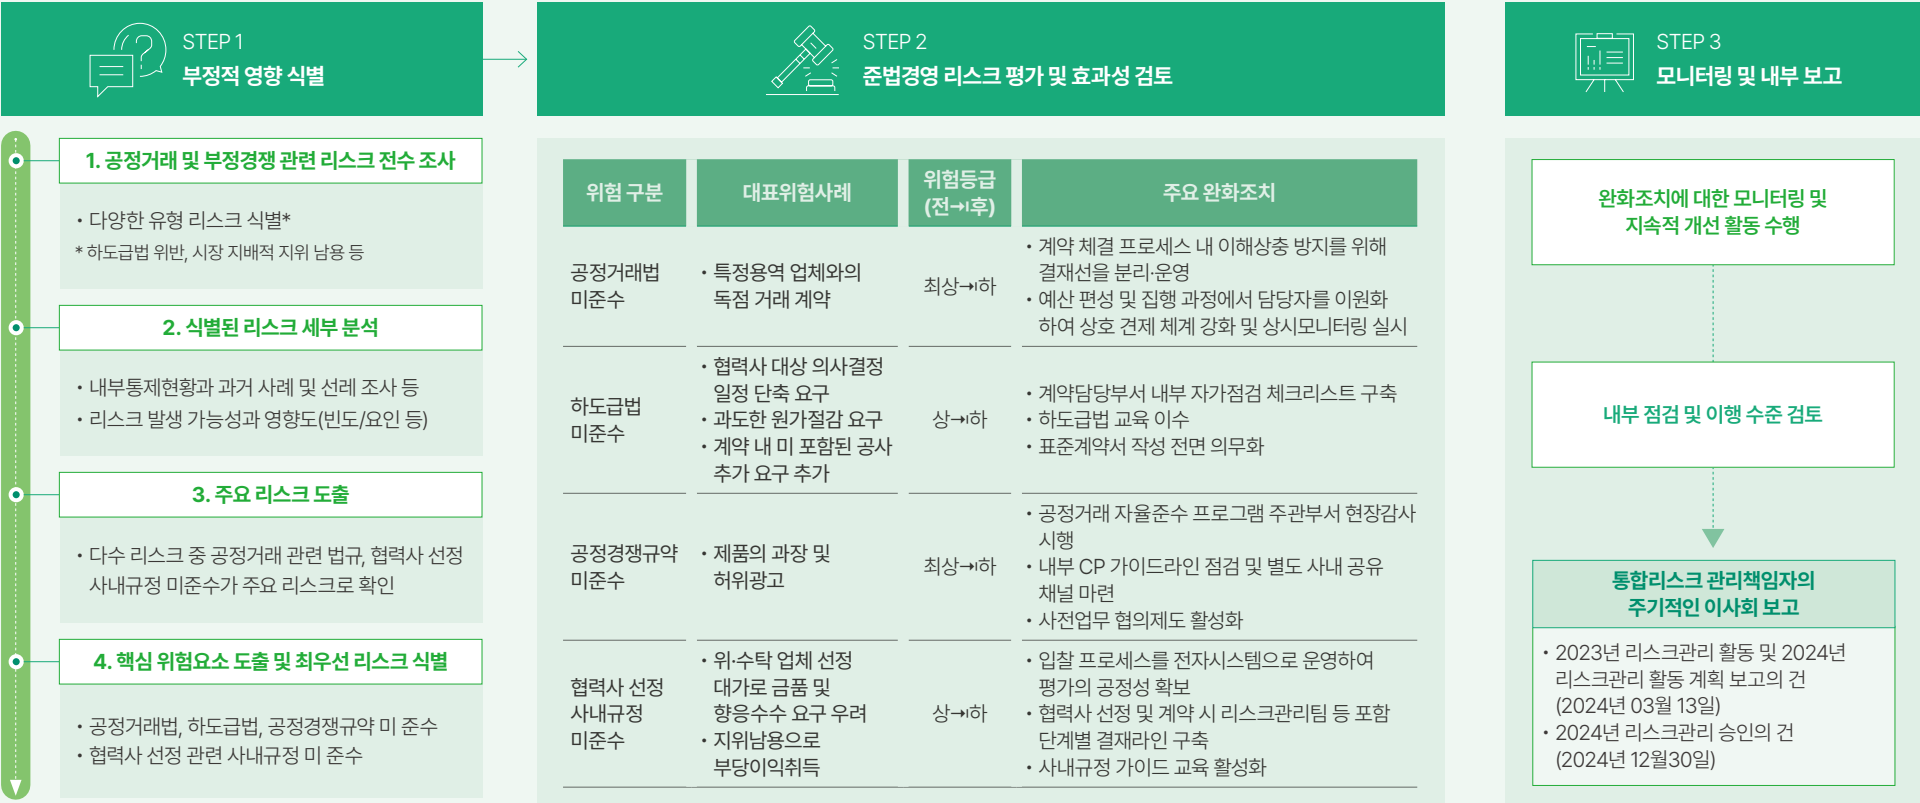 STEP 1
부정적 영향 식별
1. 공정거래 및 부정경쟁 관련 리스크 전수 조사
• 다양한 유형 리스크 식별*
* 하도급법 위반, 시장 지배적 지위 남용 등
2. 식별된 리스크 세부 분석
• 내부통제현황과 과거 사례 및 선례 조사 등
• 리스크 발생 가능성과 영향도(빈도/요인 등)
3. 주요 리스크 도출
• 다수 리스크 중 공정거래 관련 법규, 협력사 선정
사내규정 미준수가 주요 리스크로 확인
4. 핵심 위험요소 도출 및 최우선 리스크 식별
• 공정거래법, 하도급법, 공정경쟁규약 미 준수
• 협력사 선정 관련 사내규정 미 준수
STEP 2
준법경영 리스크 평가 및 효과성 검토
위험 구분
대표위험사례
위험등급
(전→후)
주요 완화조치
공정거래법
미준수
• 특정용역 업체와의
독점 거래 계약
최상→하
• 계약 체결 프로세스 내 이해상충 방지를 위해
결재선을 분리·운영
• 예산 편성 및 집행 과정에서 담당자를 이원화
하여 상호 견제 체계 강화 및 상시모니터링 실시
하도급법
미준수
• 협력사 대상 의사결정
일정 단축 요구
• 과도한 원가절감 요구
• 계약 내 미 포함된 공사
추가 요구 추가
상→하
• 계약담당부서 내부 자가점검 체크리스트 구축
• 하도급법 교육 이수
• 표준계약서 작성 전면 의무화
공정경쟁규약
미준수
• 제품의 과장 및
허위광고
최상→하
• 공정거래 자율준수 프로그램 주관부서 현장감사
시행
• 내부 CP 가이드라인 점검 및 별도 사내 공유
채널 마련
• 사전업무 협의제도 활성화
협력사 선정
사내규정
미준수
• 위·수탁 업체 선정
대가로 금품 및
향응수수 요구 우려
• 지위남용으로
부당이익취득
상→하
• 입찰 프로세스를 전자시스템으로 운영하여
평가의 공정성 확보
• 협력사 선정 및 계약 시 리스크관리팀 등 포함
단계별 결재라인 구축
• 사내규정 가이드 교육 활성화
STEP 3
모니터링 및 내부 보고
완화조치에 대한 모니터링 및
지속적 개선 활동 수행
내부 점검 및 이행 수준 검토
통합리스크 관리책임자의
주기적인 이사회 보고
• 2023년 리스크관리 활동 및 2024년
리스크관리 활동 계획 보고의 건
(2024년 03월 13일)
• 2024년 리스크관리 승인의 건
(2024년 12월30일)